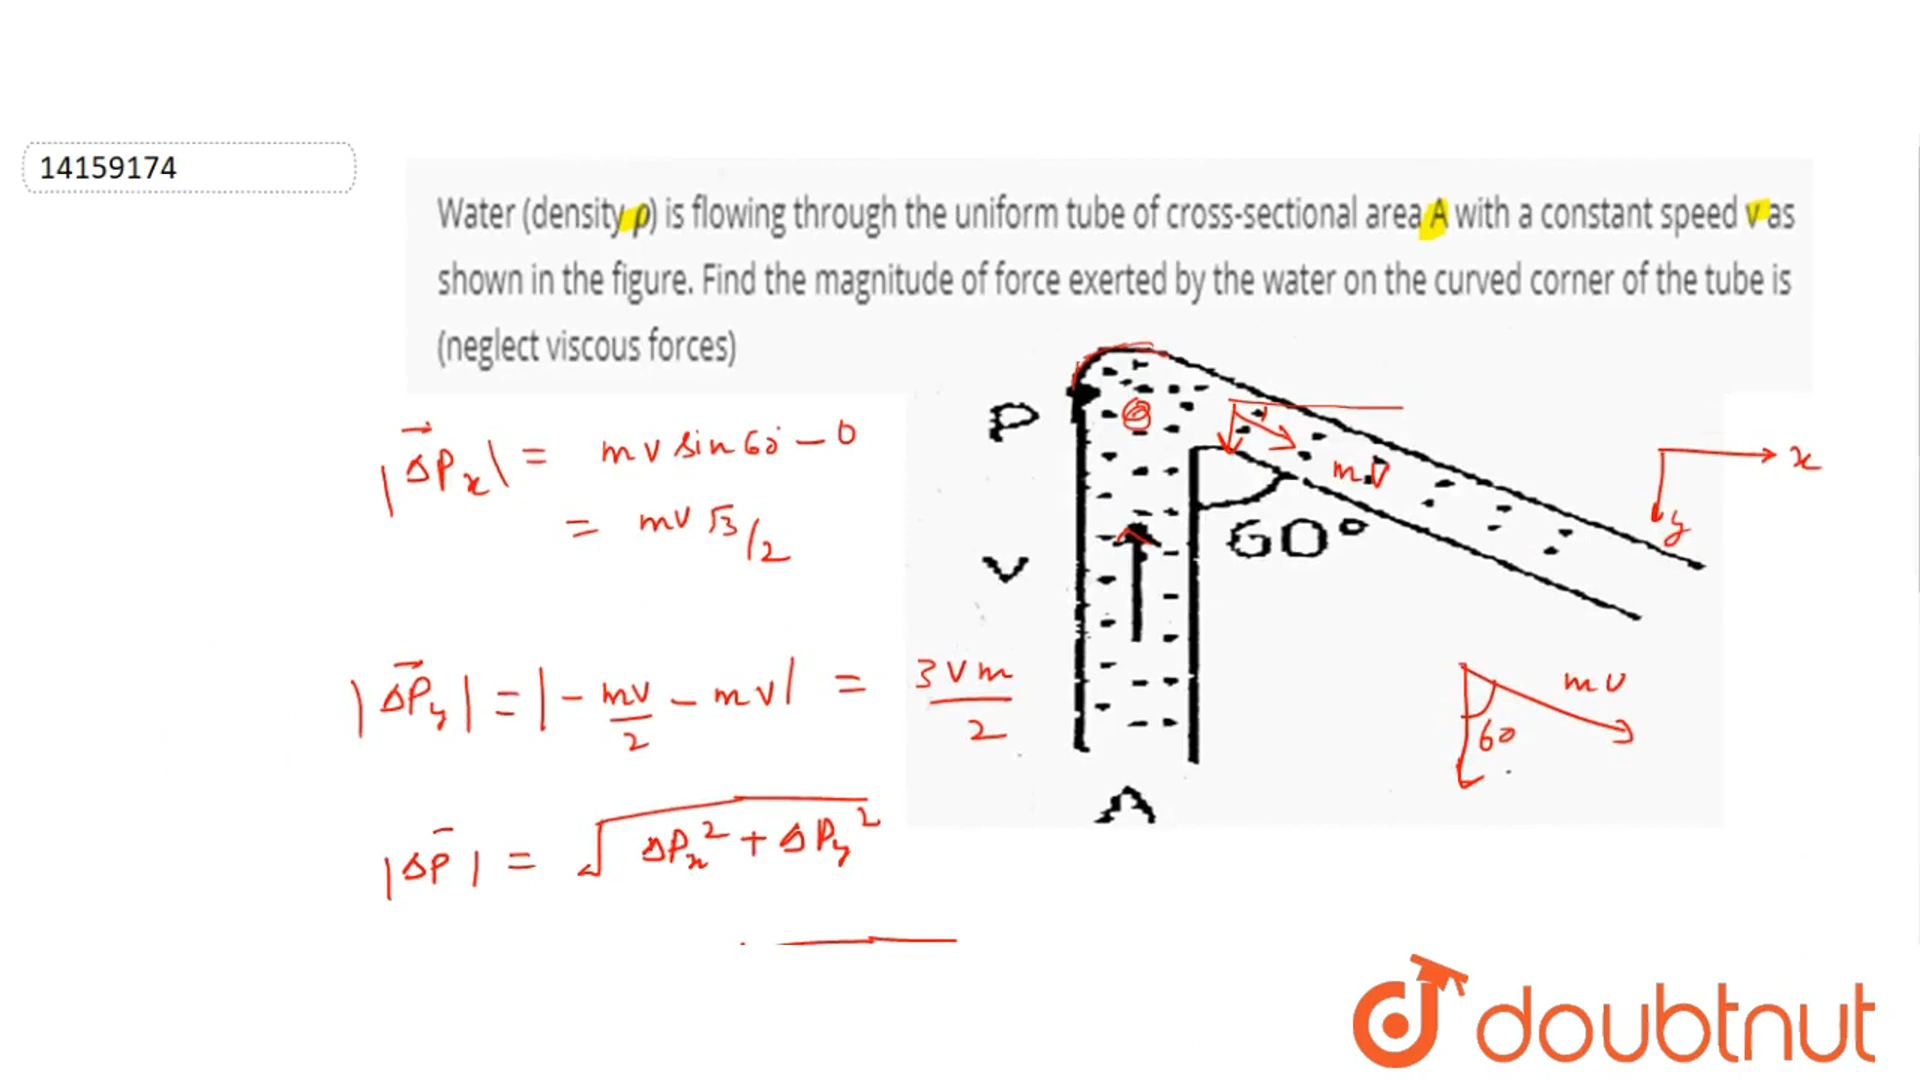 14159174
Water (density ρ) is flowing through the uniform tube of cross-sectional area A with a constant speed v as
shown in the figure. Find the magnitude of force exerted by the water on the curved corner of the tube is
(neglect viscous forces)
P
V
60°
A
mv
x
y
|ΔPx| = mv sin60 - 0
= mv √3/2
|ΔPy| = |-mv/2 - mv| = 3vm/2
60
mv
|ΔP| = √ΔPx² + ΔPy²
doubtnut